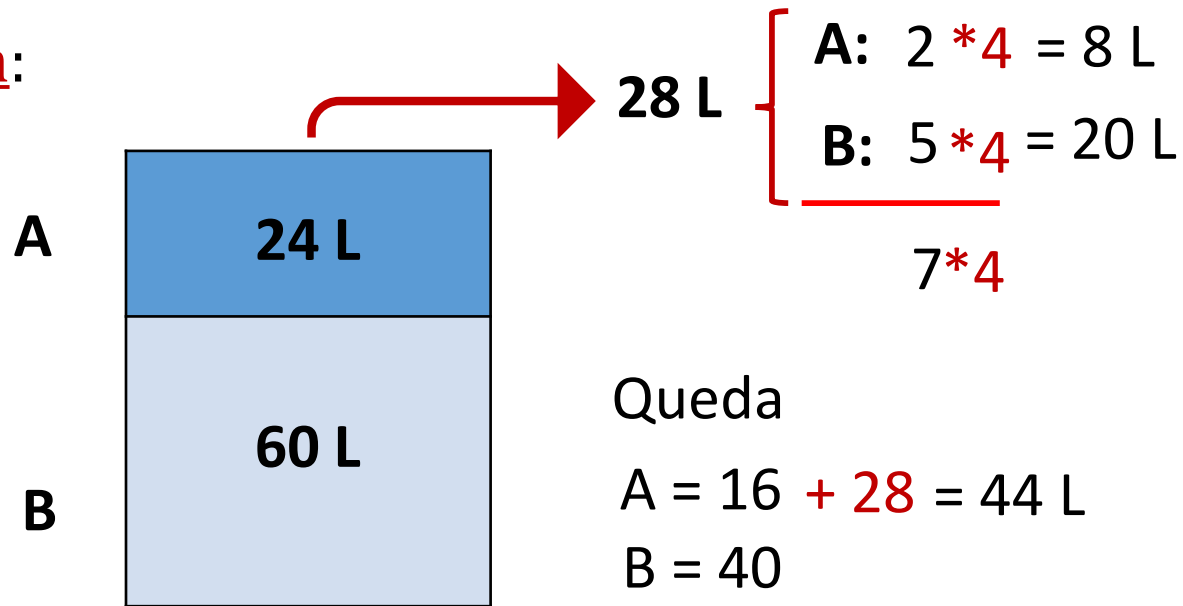 A: 2 *4 = 8 L
28 L
B: 5 *4 = 20 L
7*4
A
24 L
60 L
B
Queda
A = 16 + 28 = 44 L
B = 40